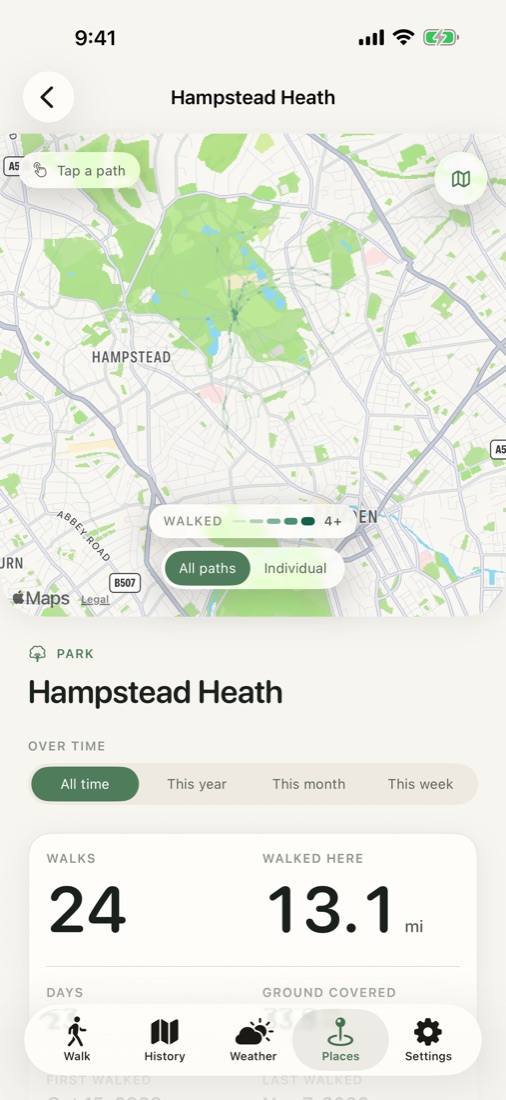 9:41
Hampstead Heath
A5
Tap a path
HAMPSTEAD
A5
WALKED
4+
EN
ABBEY ROAD
URN
B507
All paths
Individual
Maps
Legal
PARK
Hampstead Heath
OVER TIME
All time
This year
This month
This week
WALKS
WALKED HERE
24
13.1 mi
DAYS
GROUND COVERED
Walk
History
Weather
Places
Settings
FIRST WALKED
LAST WALKED